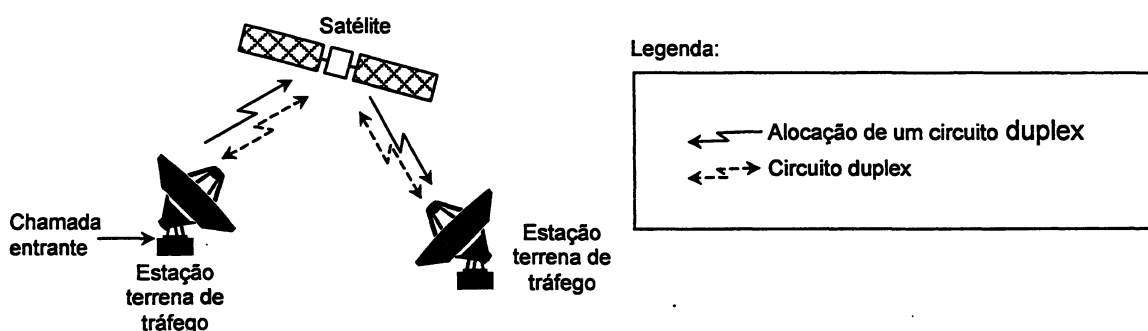 Satélite
Legenda:
Alocação de um circuito duplex
Circuito duplex
Chamada
entrante
Estação
terrena de
tráfego
Estação
terrena de
tráfego